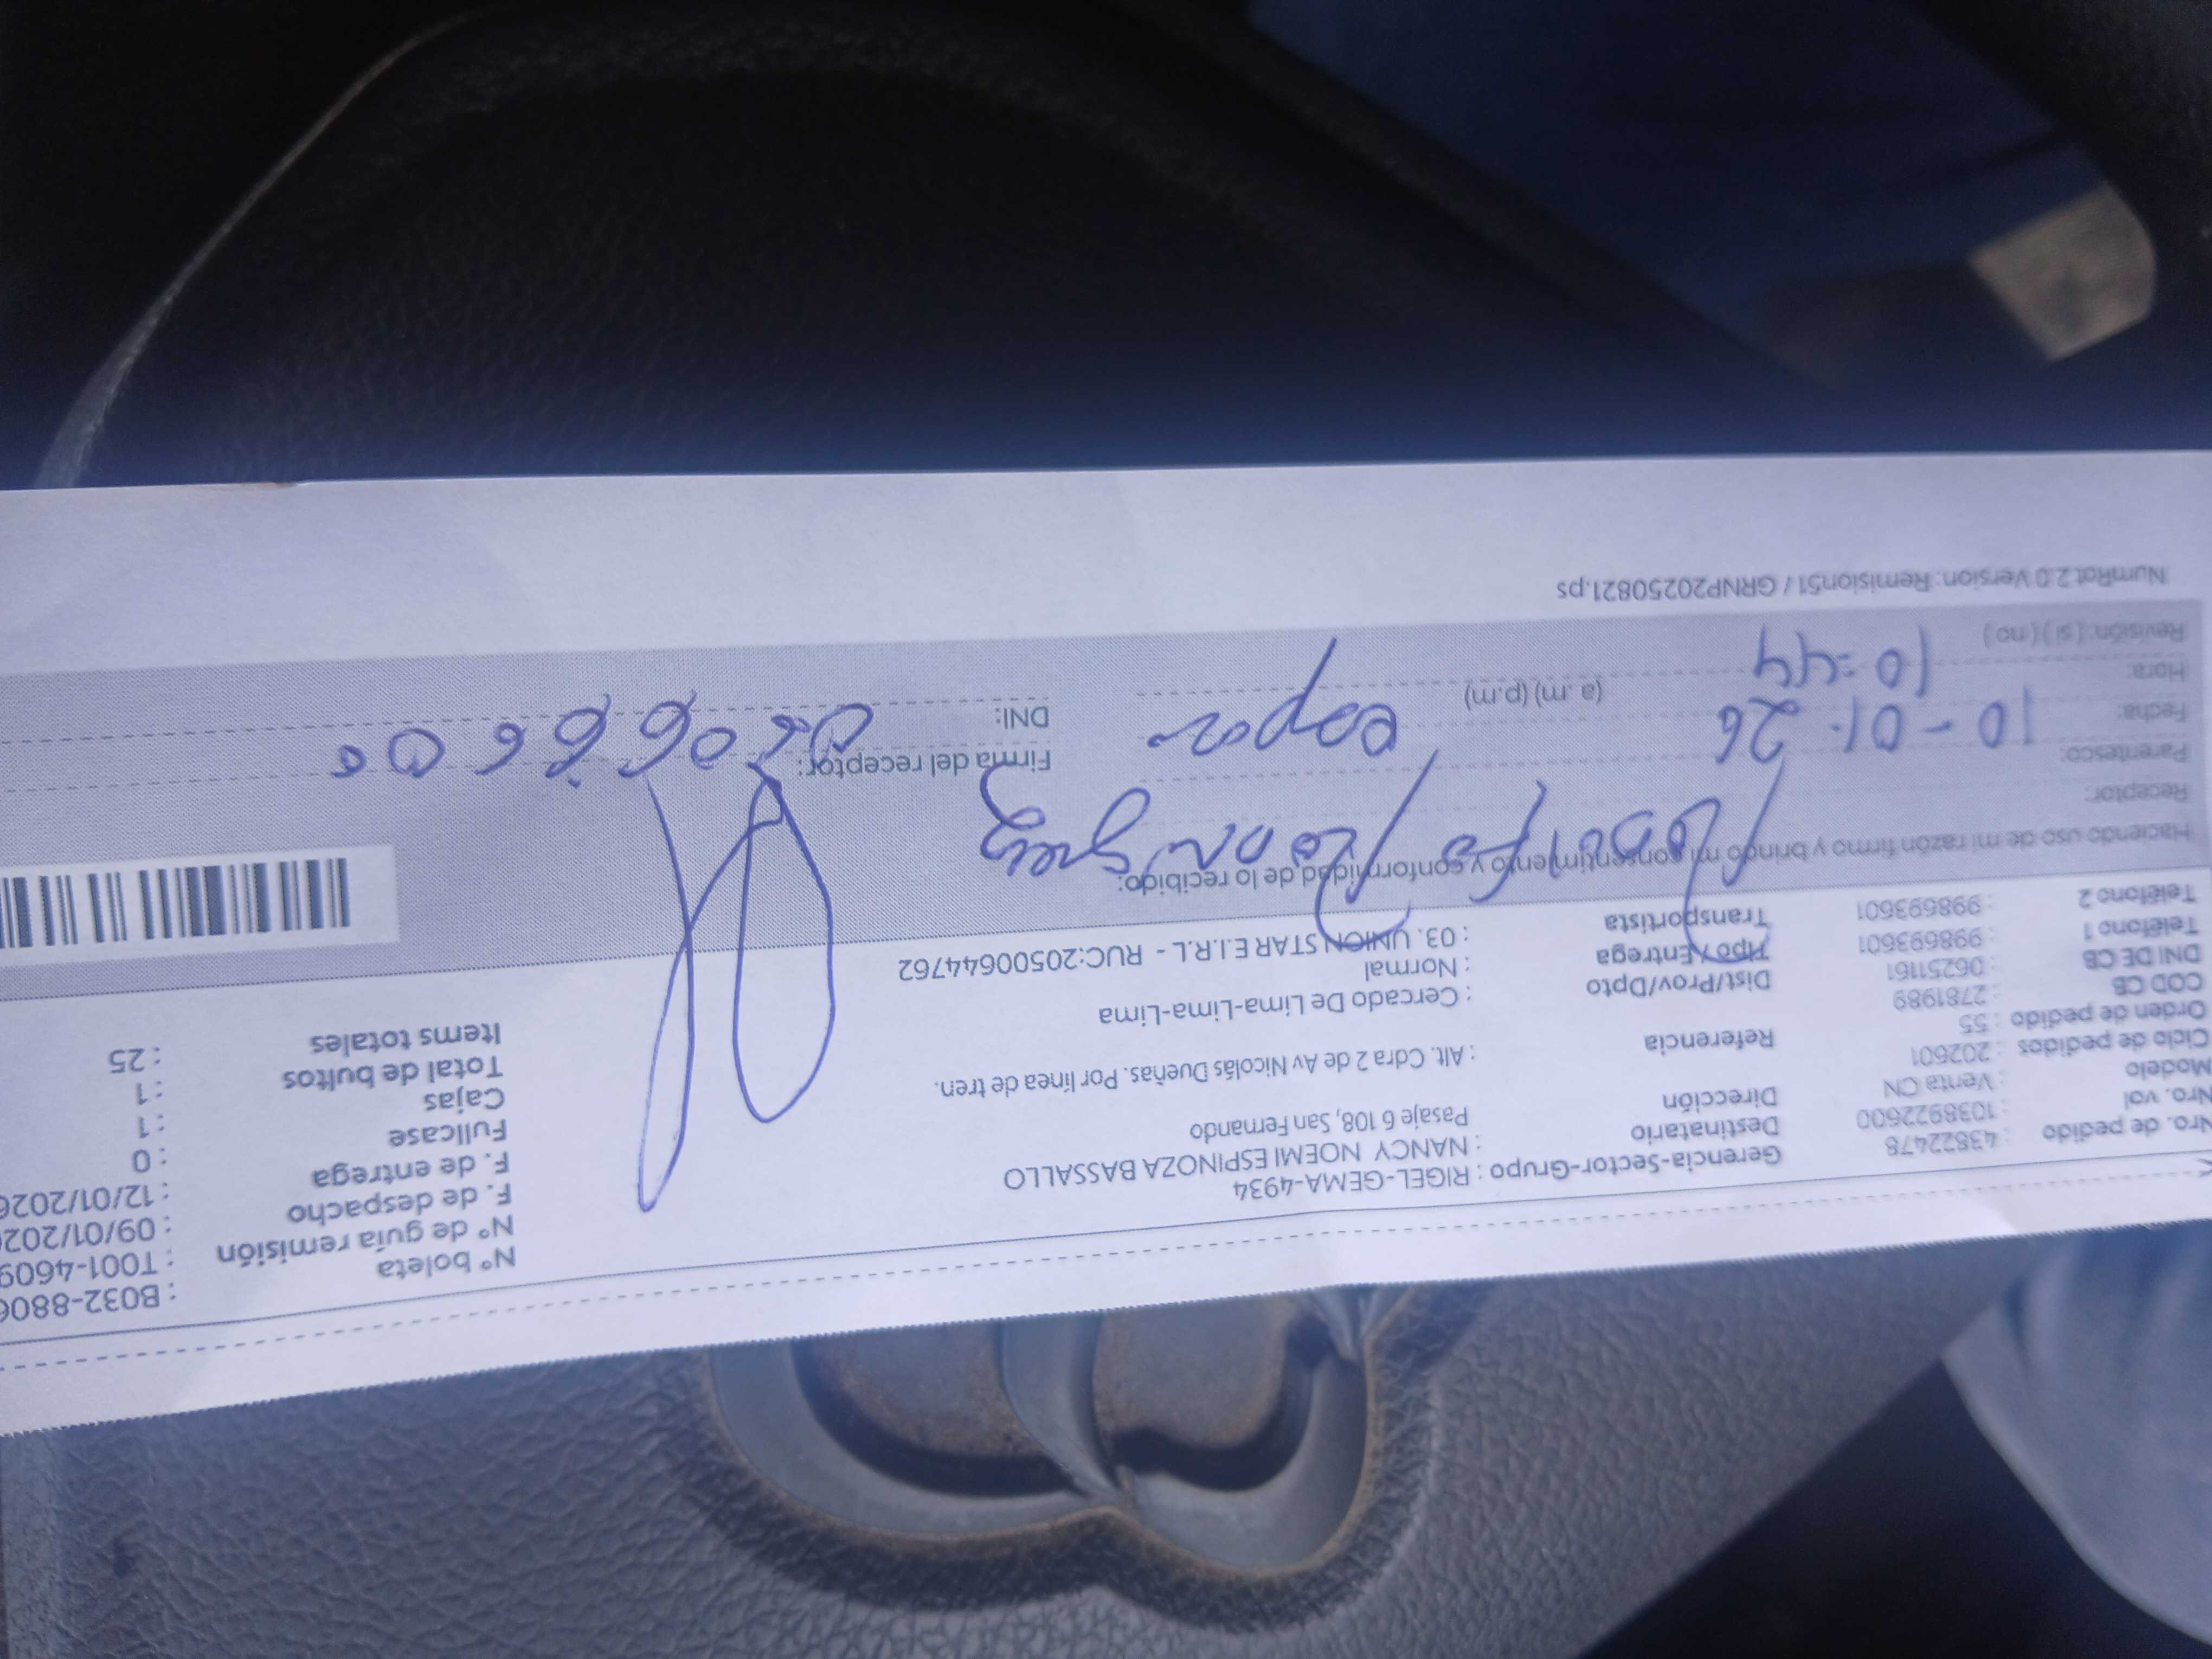 Nro. de pedido : 43822478
Nro. vol : 1038922600
Modelo : Venta CN
Ciclo de pedidos : 202601
Orden de pedido : 55
COD CB : 2781989
DNI DE CB : 06251161
Teléfono 1 : 998693601
Teléfono 2 : 998693601
Gerencia-Sector-Grupo : RIGEL-GEMA-4934
Destinatario : NANCY NOEMI ESPINOZA BASSALLO
Dirección Pasaje 6 108, San Fernando
Referencia : Alt. Cdra 2 de Av Nicolás Dueñas. Por línea de tren.
Dist/Prov/Dpto : Cercado De Lima-Lima-Lima
Tipo / Entrega : Normal
Transportista : 03. UNION STAR E.I.R.L - RUC:20500644762
N° boleta : B032-8806
N° de guía remisión : T001-4609
F. de despacho : 09/01/202
F. de entrega : 12/01/2026
Fullcase : 0
Cajas : 1
Total de bultos : 1
Items totales : 25
Haciendo uso de mi razón firmo y brindo mi consentimiento y conformidad de lo recibido:
Receptor: Rodolfo
Parentesco:
Fecha: 10-01-26
Hora: 10:44 (a. m) (p.m)
Revisión: ( si ) ( no )
Firma del receptor:
DNI:
NumRot 2.0 Version: Remision51 / GRNP20250821.ps